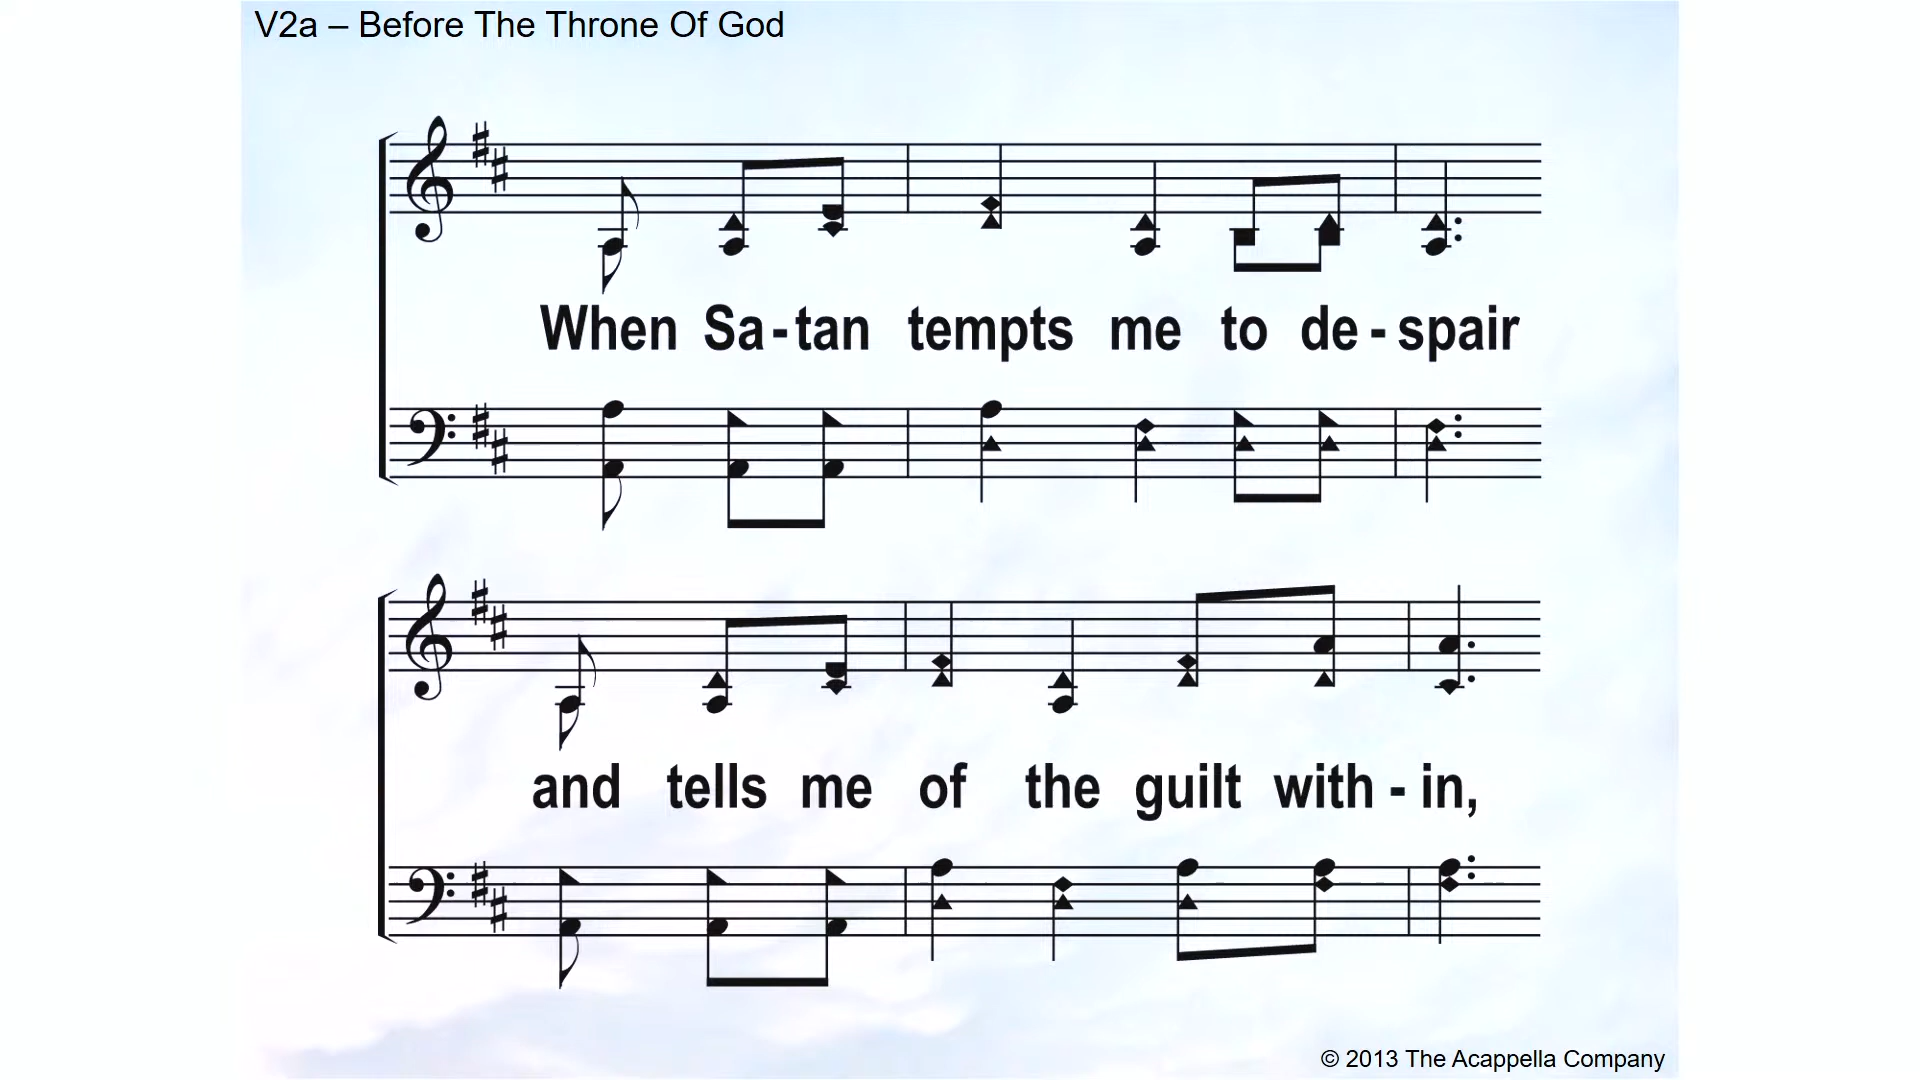 V2a – Before The Throne Of God
When Sa-tan tempts me to de-spair
and tells me of the guilt with-in,
© 2013 The Acappella Company